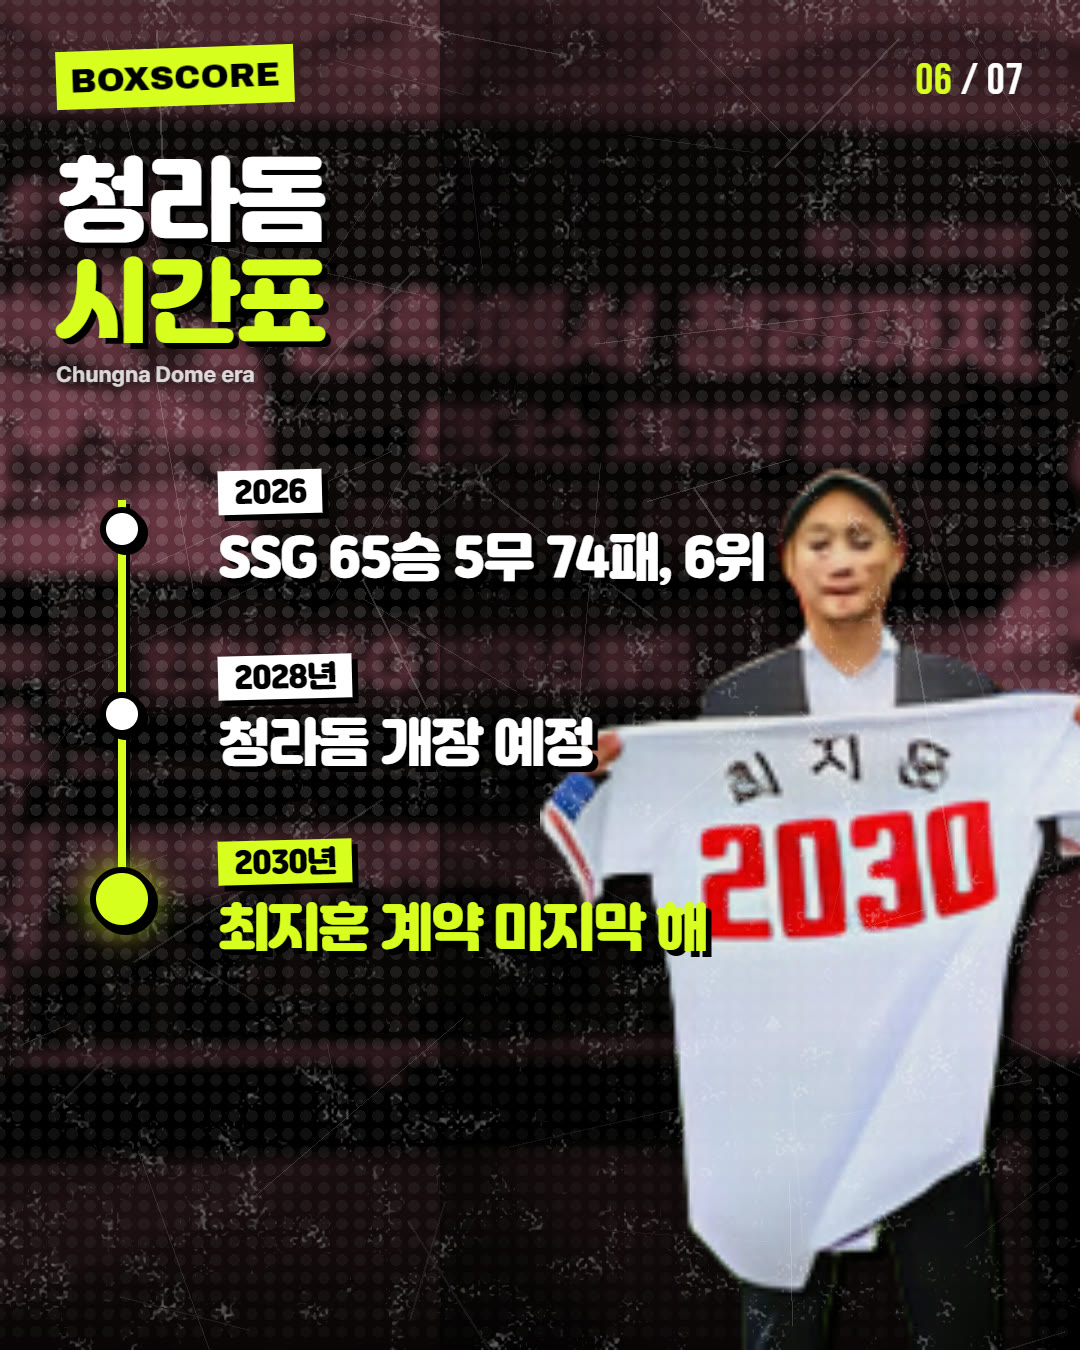 BOXSCORE
06 / 07
청라돔
시간표
Chungna Dome era
2026
SSG 65승 5무 74패, 6위
2028년
청라돔 개장 예정
2030년
최지훈 계약 마지막 해
최지훈
2030